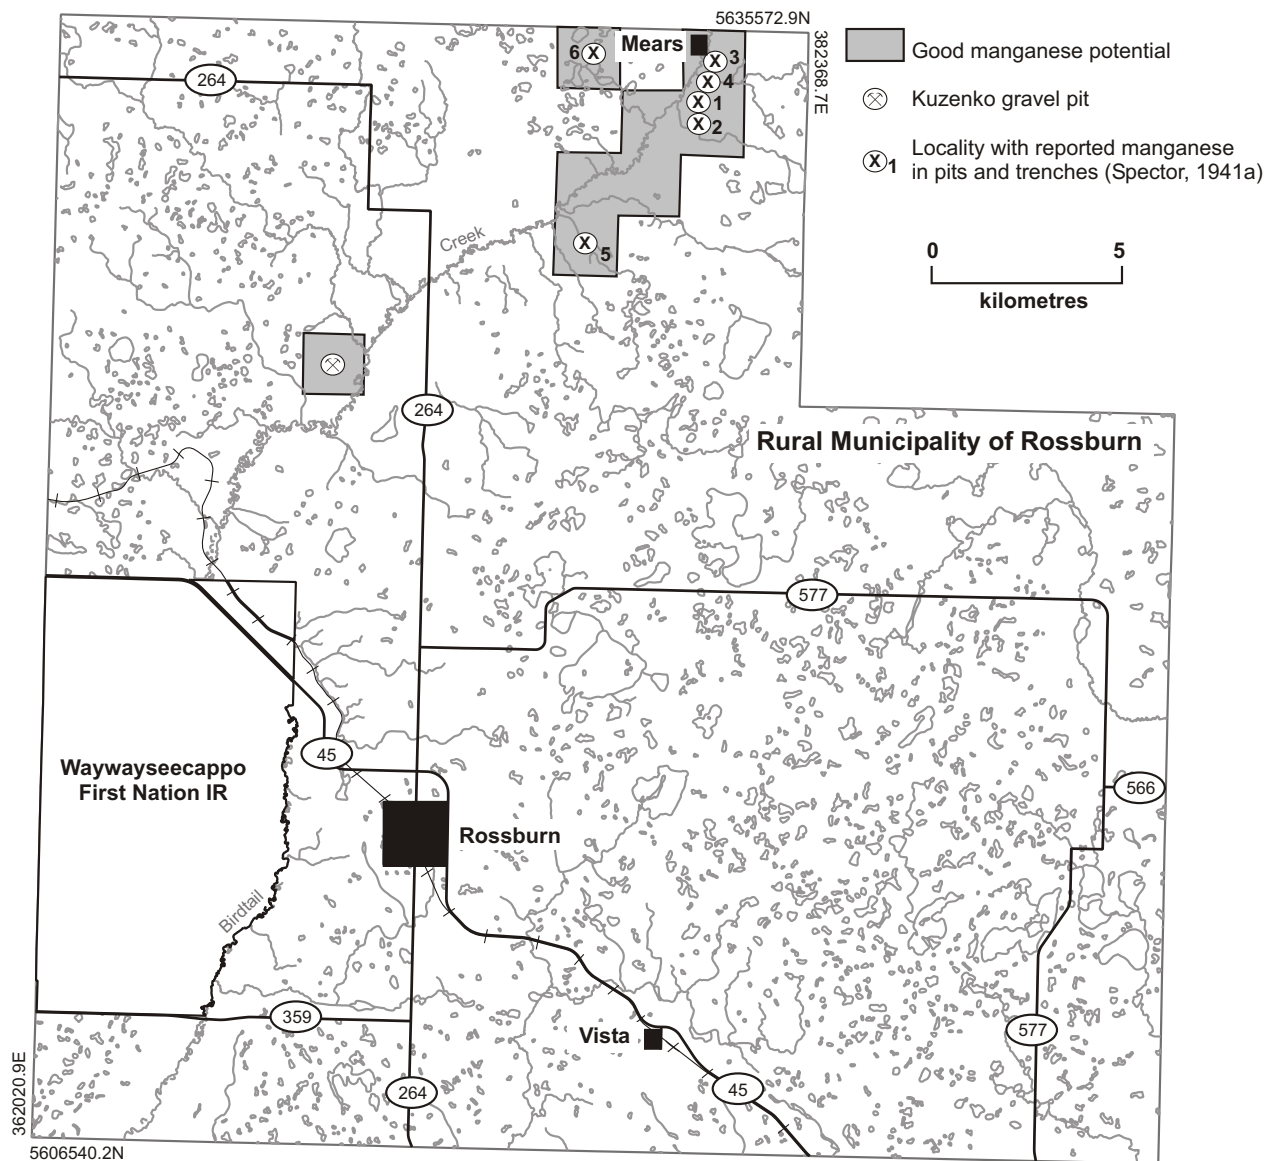 5635572.9N
382368.7E
Mears
6
3
4
1
2
5
264
Creek
264
Good manganese potential
Kuzenko gravel pit
1
Locality with reported manganese
in pits and trenches (Spector, 1941a)
0
5
kilometres
Rural Municipality of Rossburn
577
45
Waywayseecappo
First Nation IR
566
Rossburn
Birdtail
359
Vista
577
264
45
362020.9E
5606540.2N